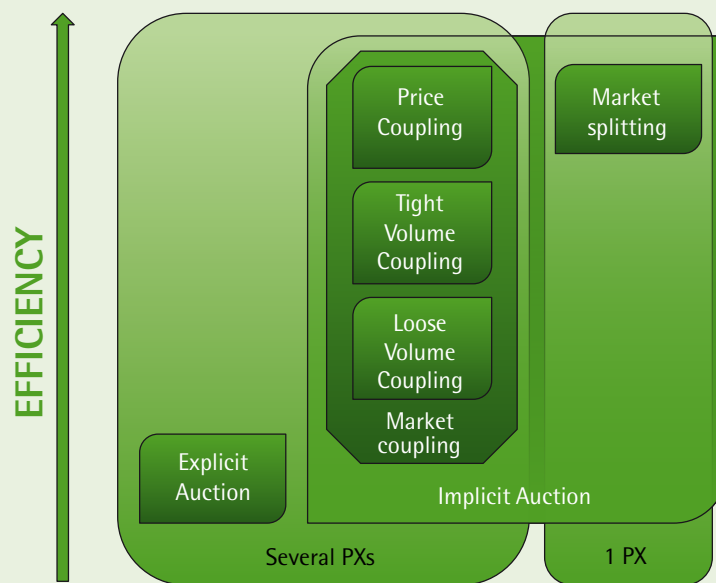 EFFICIENCY
Price
Coupling
Market
splitting
Tight
Volume
Coupling
Loose
Volume
Coupling
Market
coupling
Explicit
Auction
Implicit Auction
Several PXs
1 PX